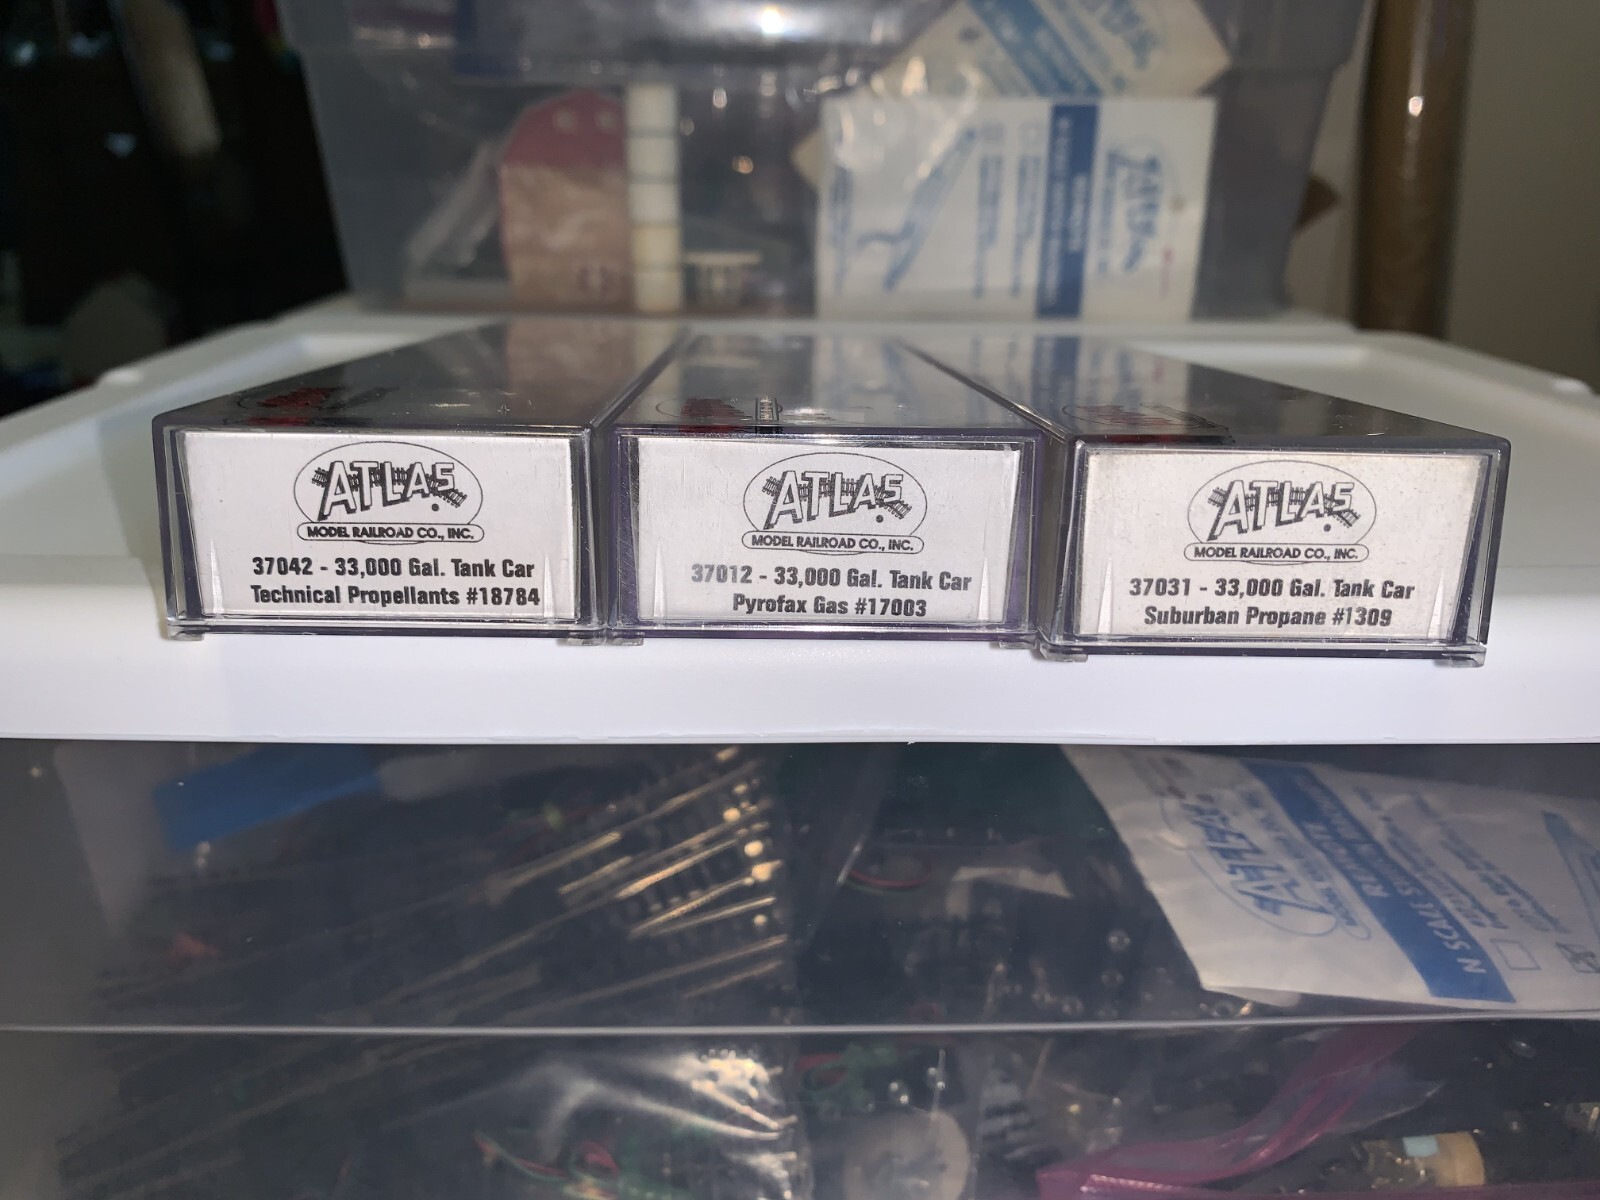 ATLAS
MODEL RAILROAD CO., INC.
37042 - 33,000 Gal. Tank Car
Technical Propellants #18784
ATLAS
MODEL RAILROAD CO., INC.
37012 - 33,000 Gal. Tank Car
Pyrofax Gas #17003
ATLAS
MODEL RAILROAD CO., INC.
37031 - 33,000 Gal. Tank Car
Suburban Propane #1309
ATLAS
N SCALE